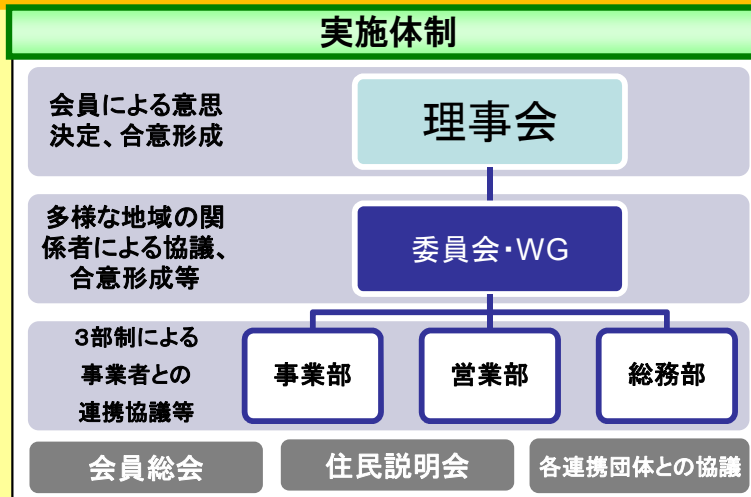 実施体制
会員による意思
決定、合意形成
理事会
多様な地域の関
係者による協議、
合意形成等
委員会・WG
３部制による
事業者との
連携協議等
事業部
営業部
総務部
会員総会
住民説明会
各連携団体との協議